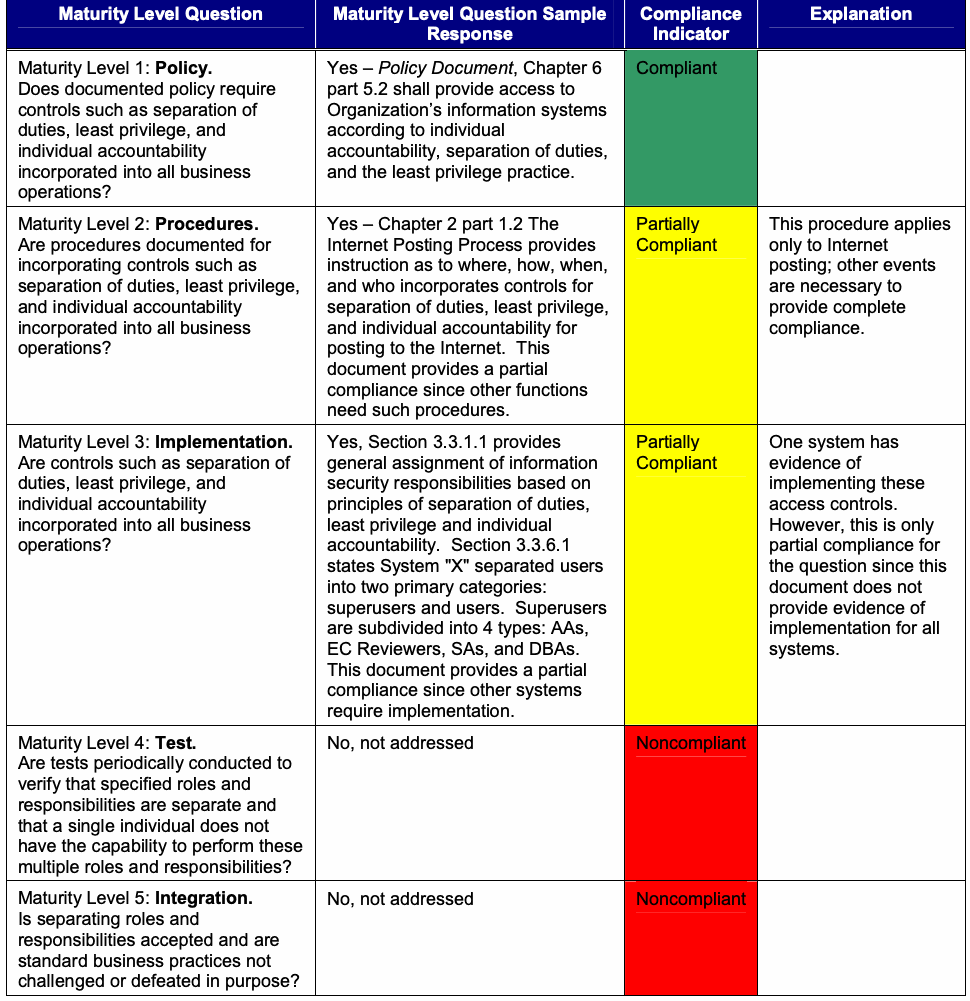 Maturity Level Question
Maturity Level Question Sample
Response
Compliance
Indicator
Explanation
Maturity Level 1: Policy.
Does documented policy require
controls such as separation of
duties, least privilege, and
individual accountability
incorporated into all business
operations?
Yes – Policy Document, Chapter 6
part 5.2 shall provide access to
Organization's information systems
according to individual
accountability, separation of duties,
and the least privilege practice.
Compliant
Maturity Level 2: Procedures.
Are procedures documented for
incorporating controls such as
separation of duties, least privilege,
and individual accountability
incorporated into all business
operations?
Yes – Chapter 2 part 1.2 The
Internet Posting Process provides
instruction as to where, how, when,
and who incorporates controls for
separation of duties, least privilege,
and individual accountability for
posting to the Internet.  This
document provides a partial
compliance since other functions
need such procedures.
Partially
Compliant
This procedure applies
only to Internet
posting; other events
are necessary to
provide complete
compliance.
Maturity Level 3: Implementation.
Are controls such as separation of
duties, least privilege, and
individual accountability
incorporated into all business
operations?
Yes, Section 3.3.1.1 provides
general assignment of information
security responsibilities based on
principles of separation of duties,
least privilege and individual
accountability.  Section 3.3.6.1
states System "X" separated users
into two primary categories:
superusers and users.  Superusers
are subdivided into 4 types: AAs,
EC Reviewers, SAs, and DBAs.
This document provides a partial
compliance since other systems
require implementation.
Partially
Compliant
One system has
evidence of
implementing these
access controls.
However, this is only
partial compliance for
the question since this
document does not
provide evidence of
implementation for all
systems.
Maturity Level 4: Test.
Are tests periodically conducted to
verify that specified roles and
responsibilities are separate and
that a single individual does not
have the capability to perform these
multiple roles and responsibilities?
No, not addressed
Noncompliant
Maturity Level 5: Integration.
Is separating roles and
responsibilities accepted and are
standard business practices not
challenged or defeated in purpose?
No, not addressed
Noncompliant